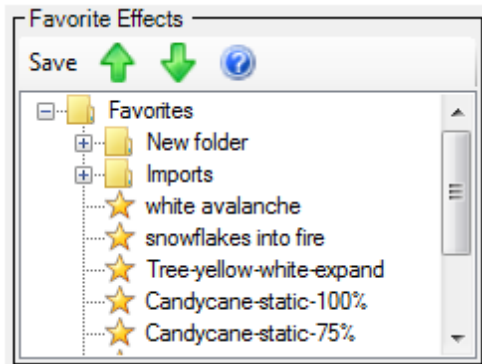 Favorite Effects
Save
Favorites
New folder
Imports
white avalanche
snowflakes into fire
Tree-yellow-white-expand
Candycane-static-100%
Candycane-static-75%